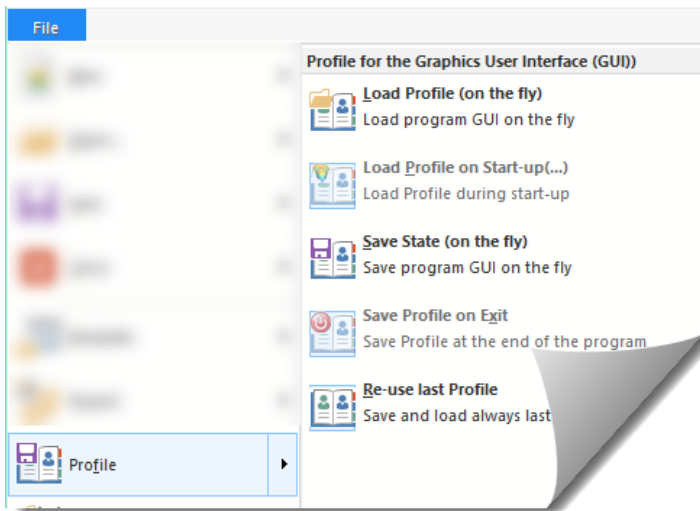 File
Profile for the Graphics User Interface (GUI))
Load Profile (on the fly)
Load program GUI on the fly
Load Profile on Start-up(...)
Load Profile during start-up
Save State (on the fly)
Save program GUI on the fly
Save Profile on Exit
Save Profile at the end of the program
Re-use last Profile
Save and load always last
Profile